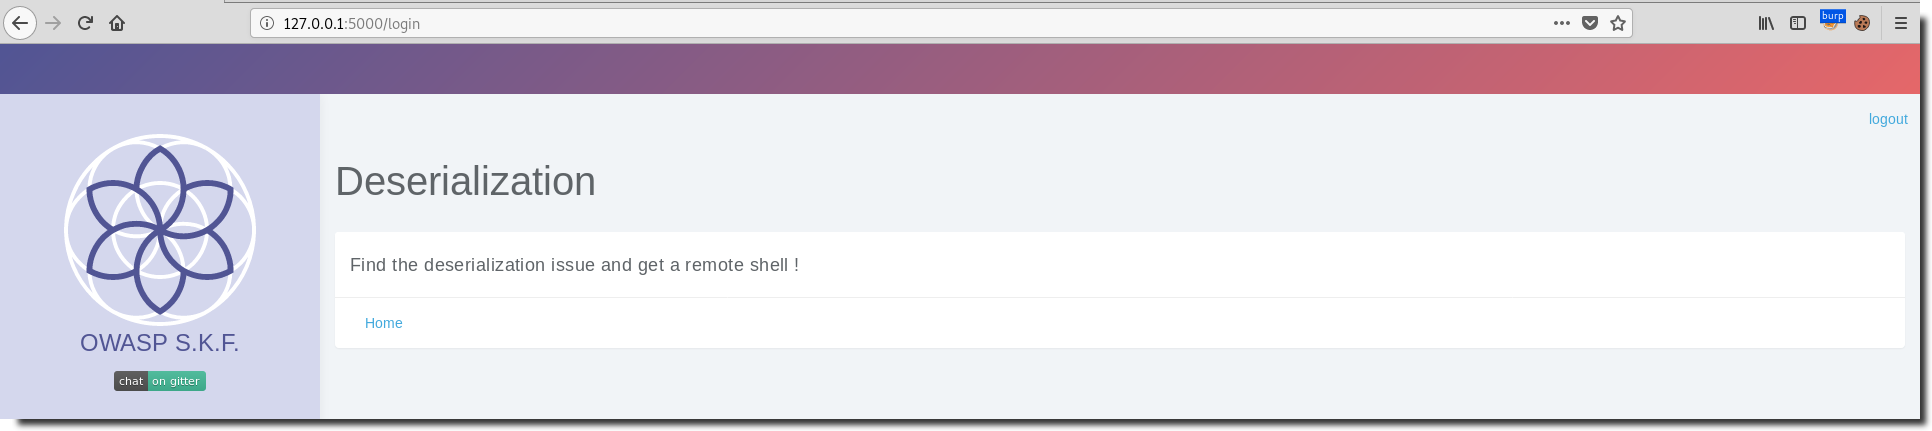 127.0.0.1:5000/login
burp
logout
Deserialization
Find the deserialization issue and get a remote shell !
Home
OWASP S.K.F.
chat on gitter